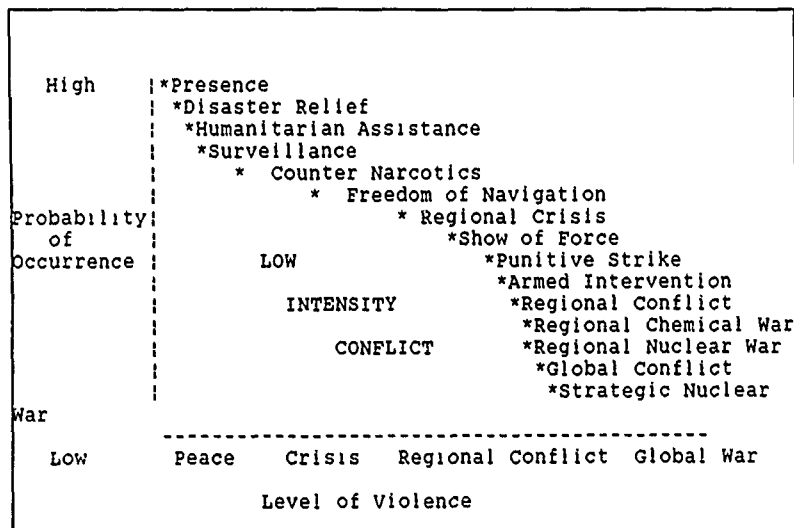 High *Presence
*Disaster Relief
*Humanitarian Assistance
*Surveillance
* Counter Narcotics
* Freedom of Navigation
Probability * Regional Crisis
of *Show of Force
Occurrence LOW *Punitive Strike
*Armed Intervention
INTENSITY *Regional Conflict
*Regional Chemical War
CONFLICT *Regional Nuclear War
*Global Conflict
*Strategic Nuclear
War
Low Peace Crisis Regional Conflict Global War
Level of Violence